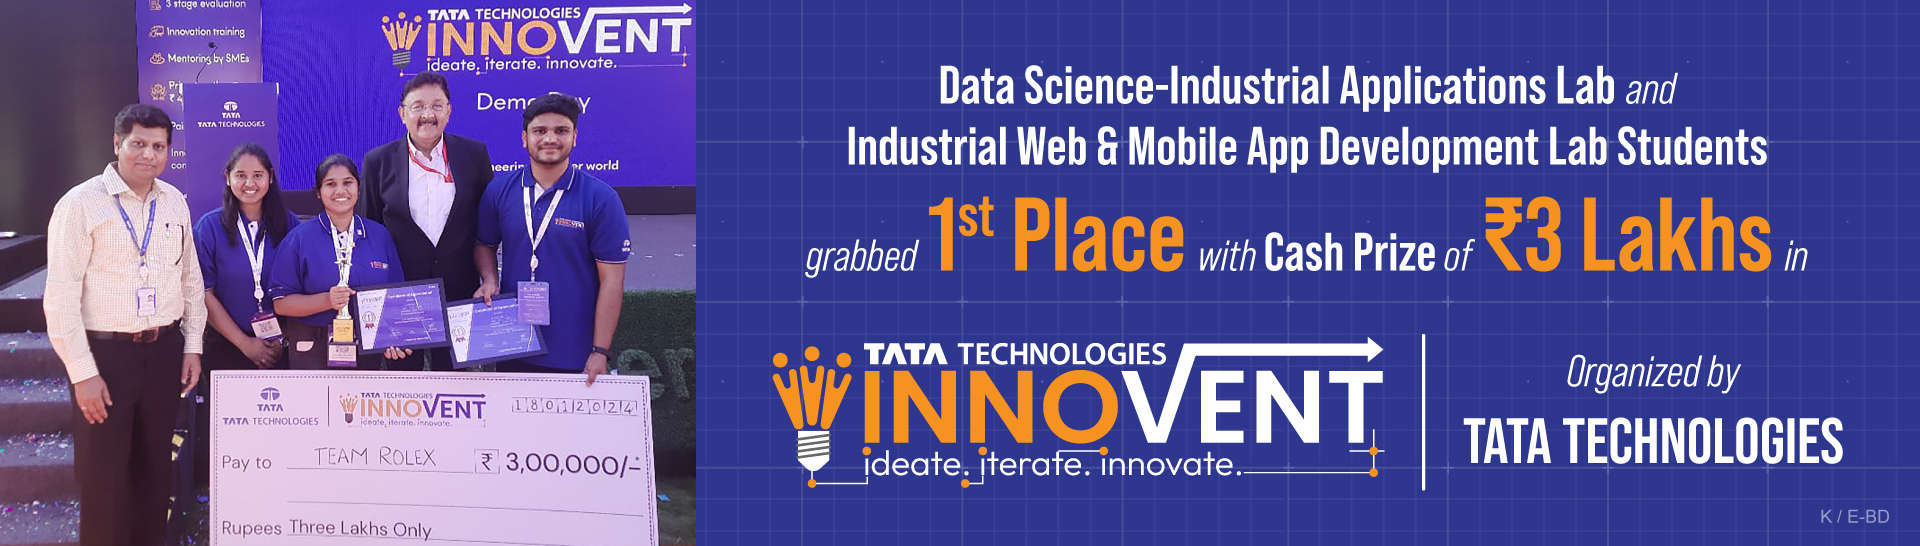 3 stage evaluation
Innovation training
Mentoring by SMEs
TATA
TATA TECHNOLOGIES
TATA TECHNOLOGIES
INNOVENT
ideate. iterate. innovate.
TATA
TATA TECHNOLOGIES
TATA TECHNOLOGIES
INNOVENT
ideate. iterate. innovate.
18012024
Pay to TEAM ROLEX ₹ 3,00,000/-*
Rupees Three Lakhs Only
Data Science-Industrial Applications Lab and
Industrial Web & Mobile App Development Lab Students
grabbed 1st Place with Cash Prize of ₹3 Lakhs in
TATA TECHNOLOGIES
INNOVENT
ideate. iterate. innovate.
Organized by
TATA TECHNOLOGIES
K / E-BD